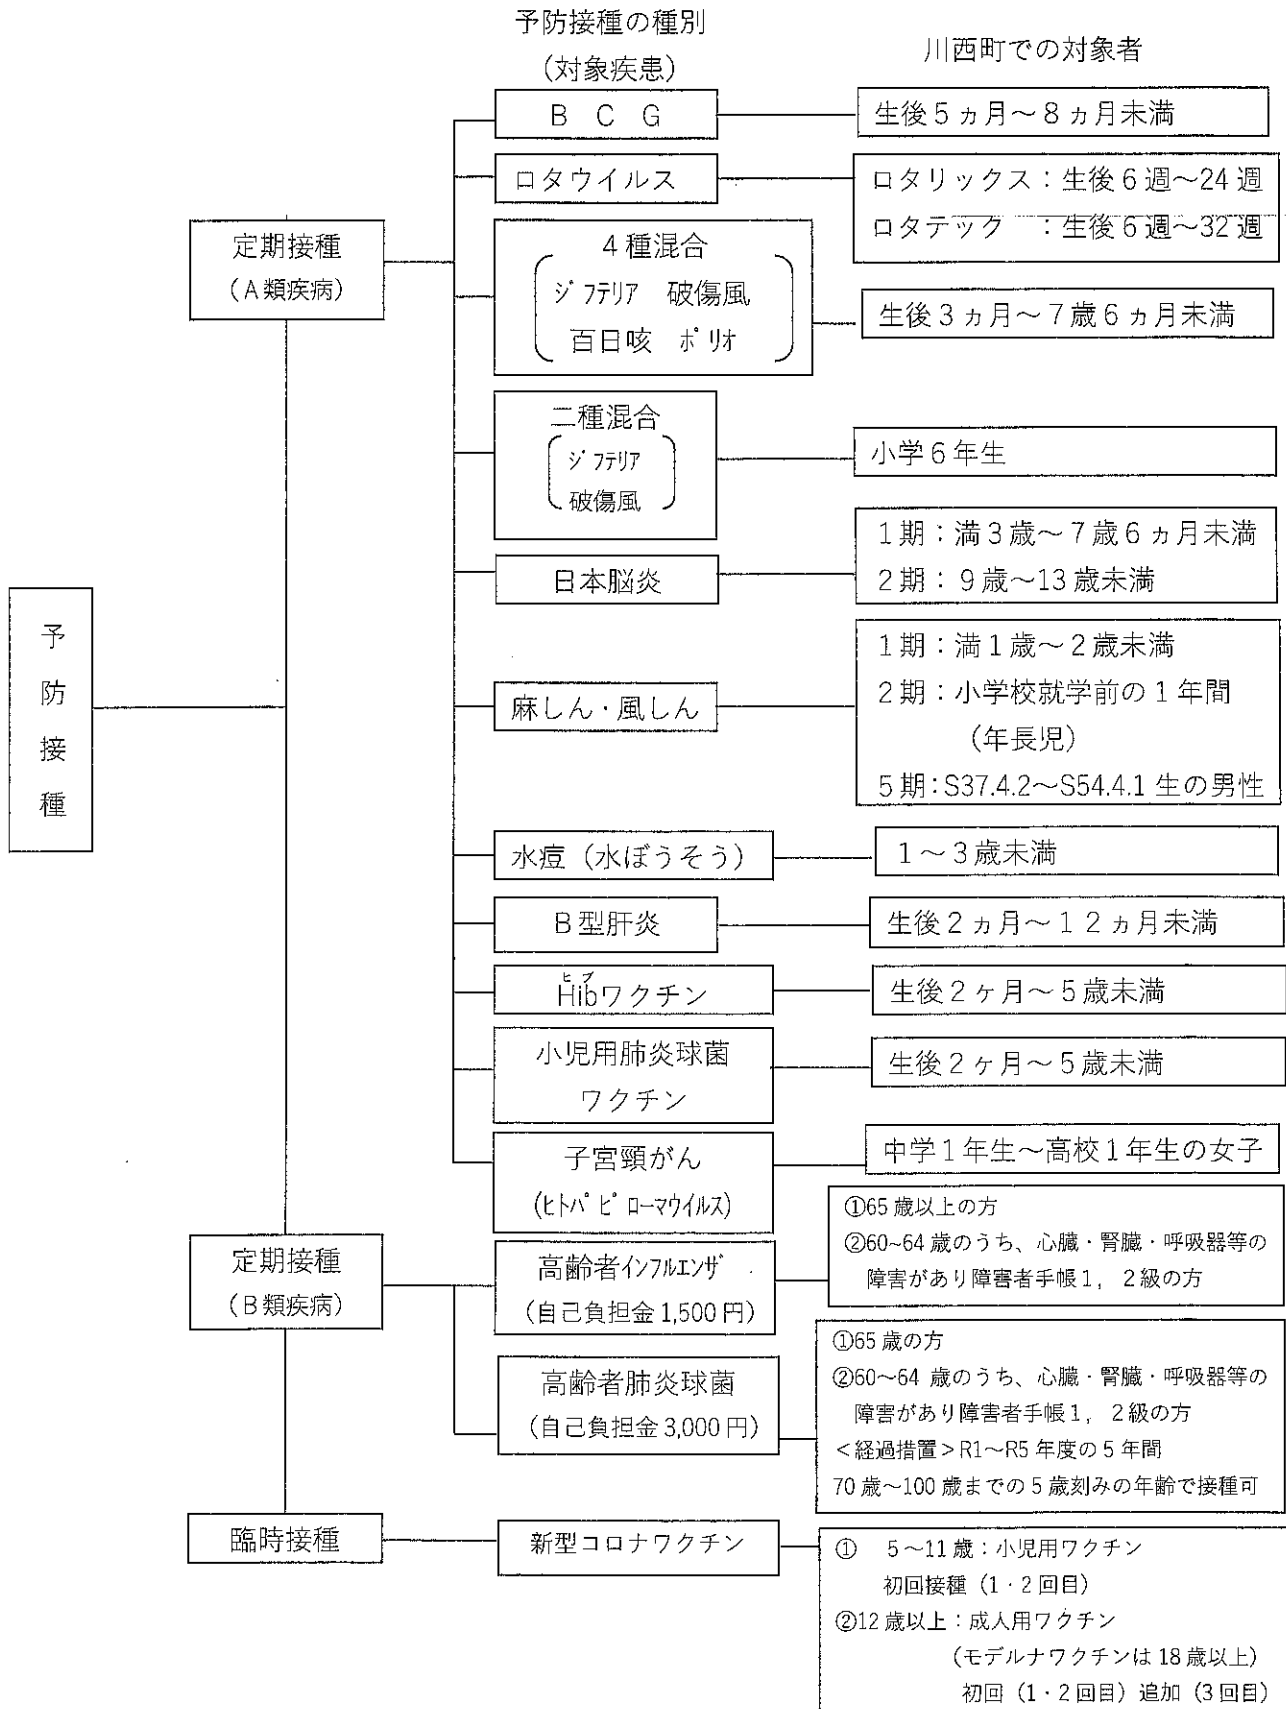 予防接種の種別
(対象疾患)
川西町での対象者
予防接種
定期接種
(A類疾病)
BCG
生後5ヵ月～8ヵ月未満
ロタウイルス
ロタリックス：生後6週～24週
ロタテック　：生後6週～32週
4種混合
ジフテリア　破傷風
百日咳　ポリオ
生後3ヵ月～7歳6ヵ月未満
二種混合
ジフテリア
破傷風
小学6年生
日本脳炎
1期：満3歳～7歳6ヵ月未満
2期：9歳～13歳未満
麻しん・風しん
1期：満1歳～2歳未満
2期：小学校就学前の1年間
(年長児)
5期：S37.4.2～S54.4.1生の男性
水痘（水ぼうそう）
1～3歳未満
B型肝炎
生後2ヵ月～12ヵ月未満
ヒブ
Hibワクチン
生後2ヶ月～5歳未満
小児用肺炎球菌
ワクチン
生後2ヶ月～5歳未満
子宮頸がん
(ヒトパピローマウイルス)
中学1年生～高校1年生の女子
定期接種
(B類疾病)
高齢者インフルエンザ
(自己負担金1,500円)
①65歳以上の方
②60~64歳のうち、心臓・腎臓・呼吸器等の
障害があり障害者手帳1，2級の方
高齢者肺炎球菌
(自己負担金3,000円)
①65歳の方
②60～64歳のうち、心臓・腎臓・呼吸器等の
障害があり障害者手帳1，2級の方
＜経過措置＞R1～R5年度の5年間
70歳～100歳までの5歳刻みの年齢で接種可
臨時接種
新型コロナワクチン
①　5～11歳：小児用ワクチン
初回接種（1・2回目）
②12歳以上：成人用ワクチン
(モデルナワクチンは18歳以上)
初回（1・2回目）追加（3回目）